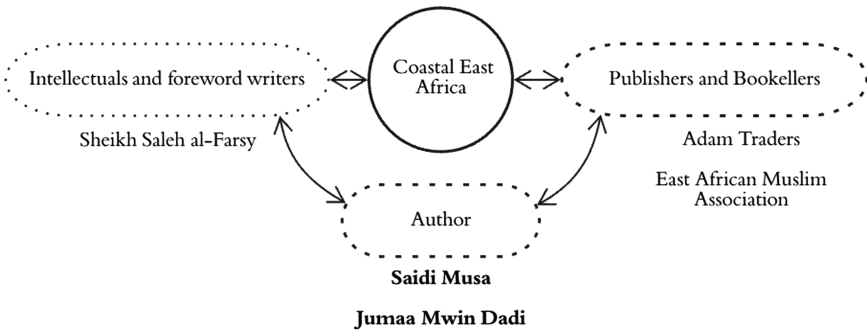 Intellectuals and foreword writers
Sheikh Saleh al-Farsy
Coastal East
Africa
Publishers and Bookellers
Adam Traders
East African Muslim
Association
Author
Saidi Musa
Jumaa Mwin Dadi